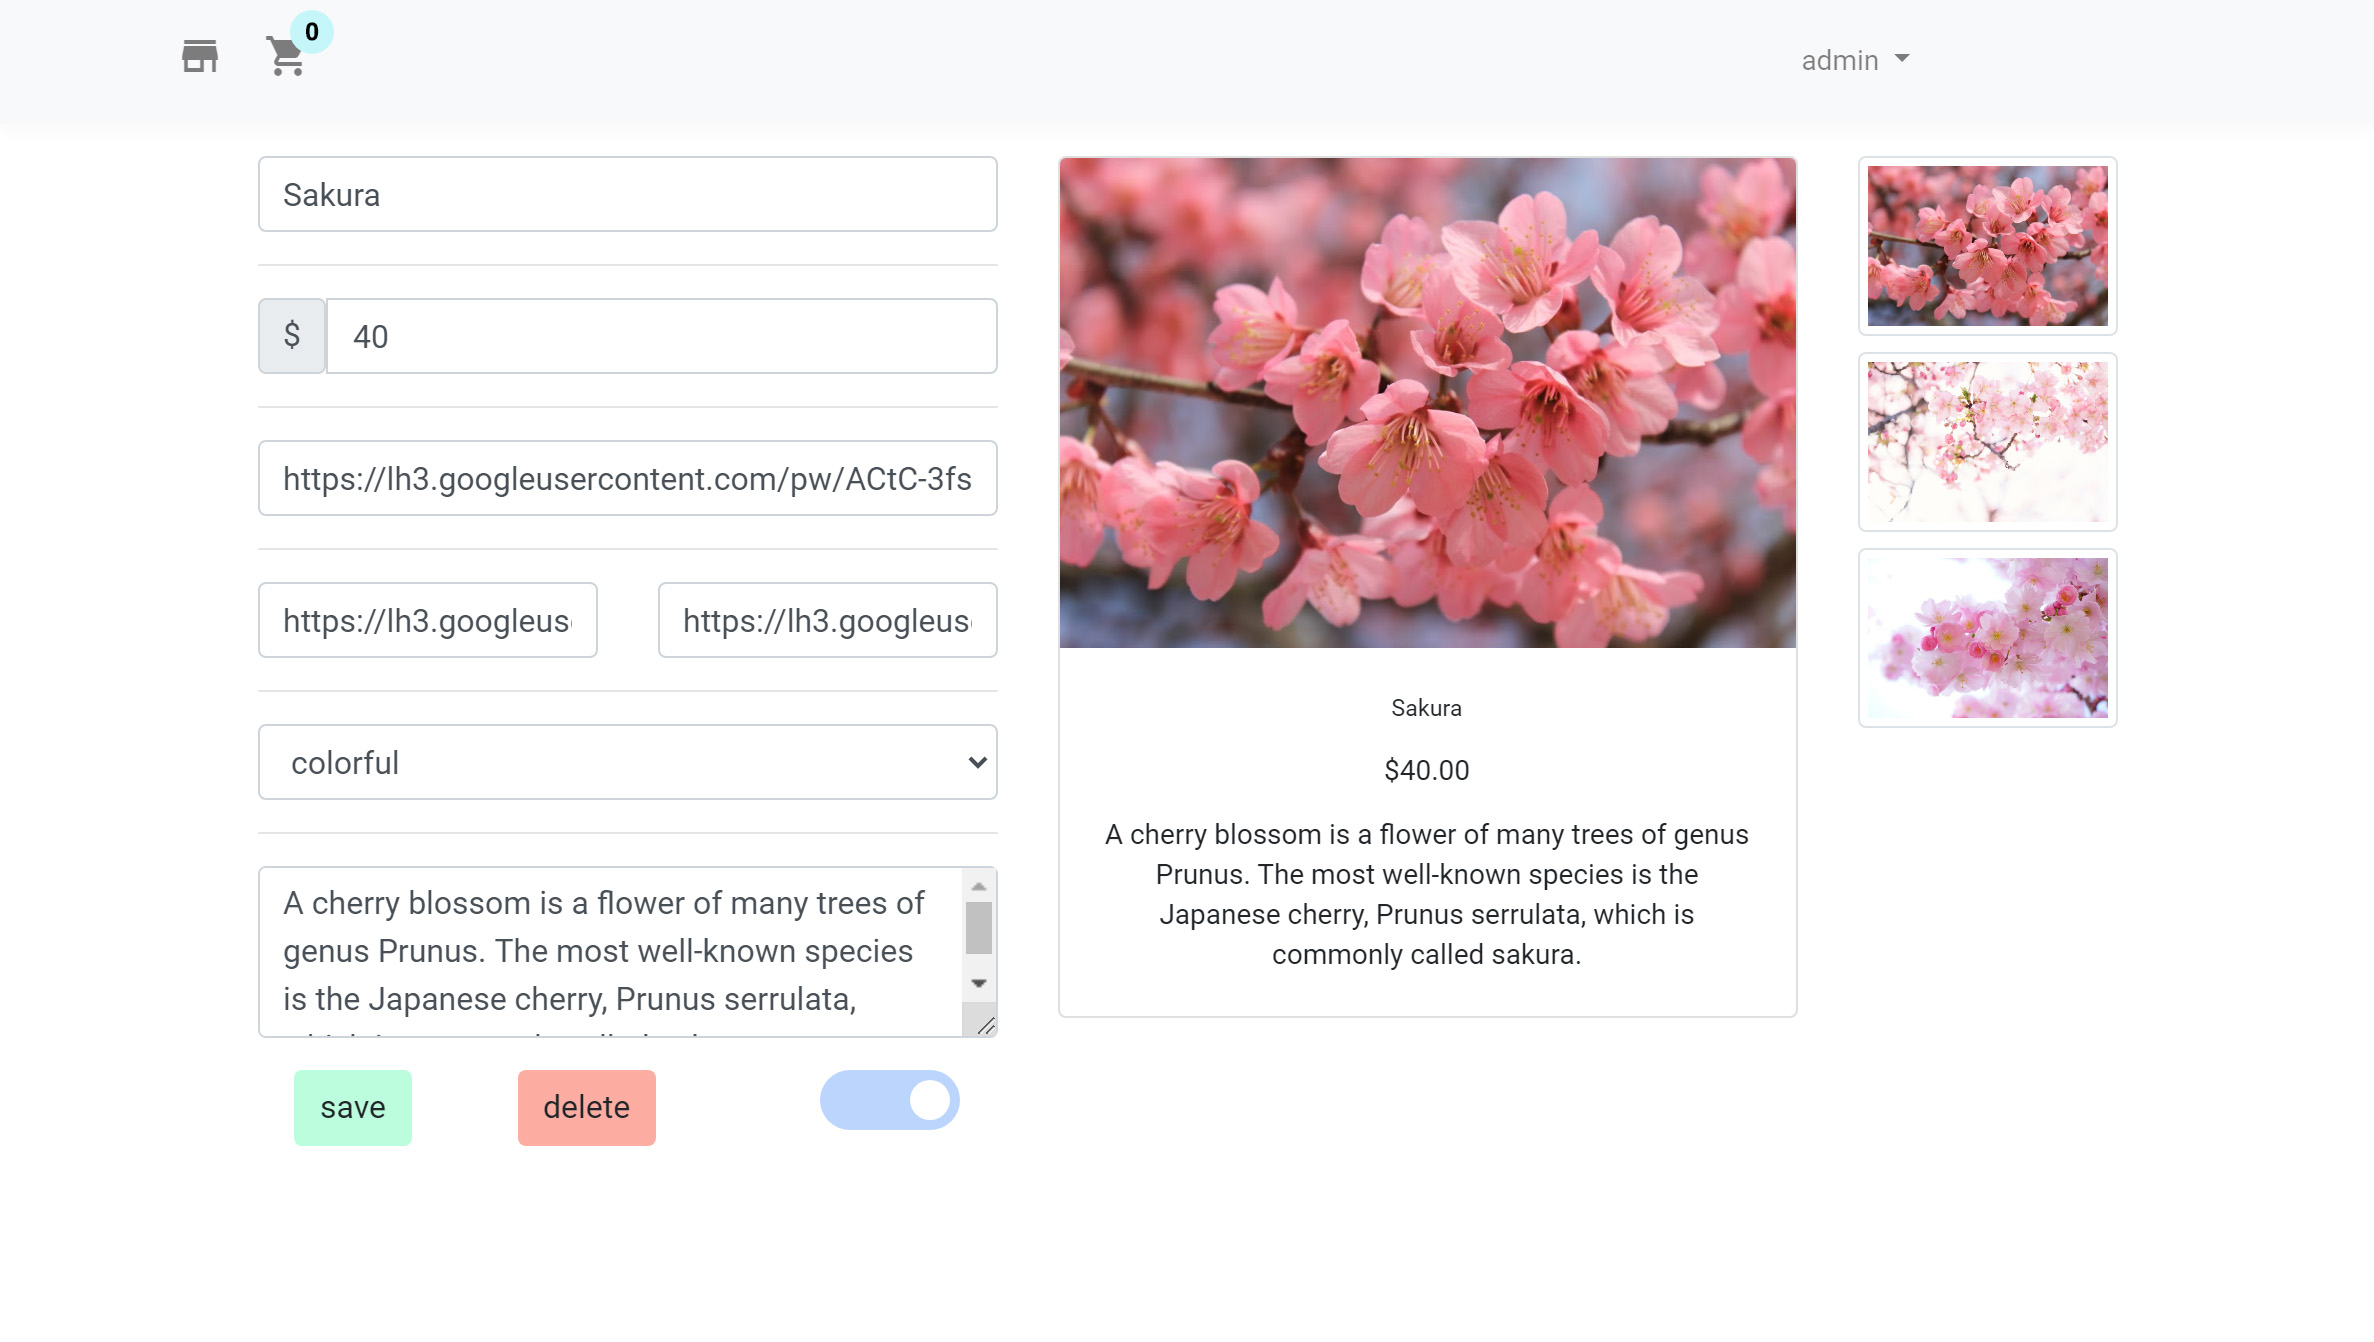 0
admin
Sakura
$ 40
https://lh3.googleusercontent.com/pw/ACtC-3fs
https://lh3.googleus
https://lh3.googleus
colorful
A cherry blossom is a flower of many trees of
genus Prunus. The most well-known species
is the Japanese cherry, Prunus serrulata,
save
delete
Sakura
$40.00
A cherry blossom is a flower of many trees of genus
Prunus. The most well-known species is the
Japanese cherry, Prunus serrulata, which is
commonly called sakura.